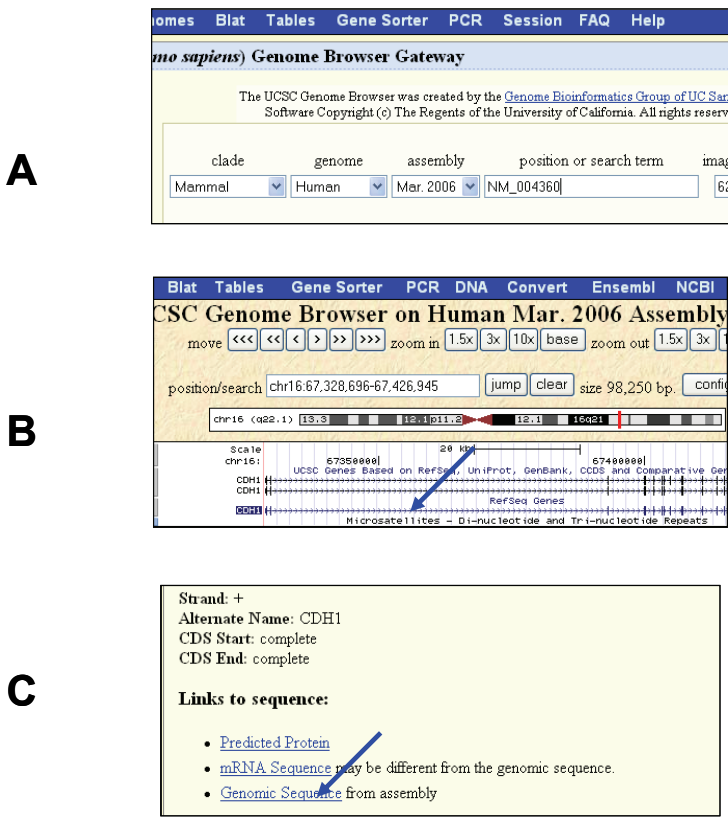 A
omes Blat Tables Gene Sorter PCR Session FAQ Help
mo sapiens) Genome Browser Gateway
The UCSC Genome Browser was created by the Genome Bioinformatics Group of UC San
Software Copyright (c) The Regents of the University of California. All rights reserv
clade genome assembly position or search term imag
Mammal Human Mar. 2006 NM_004360 62
B
Blat Tables Gene Sorter PCR DNA Convert Ensembl NCBI
CSC Genome Browser on Human Mar. 2006 Assembly
move <<< << < > >> >>> zoom in 1.5x 3x 10x base zoom out 1.5x 3x 1
position/search chr16:67,328,696-67,426,945 jump clear size 98,250 bp. confi
chr16 (q22.1) 13.3 12.1 p11.2 12.1 16q21
Scale 20 kb
chr16: 67350000| 67400000|
UCSC Genes Based on RefSeq, UniProt, GenBank, CCDS and Comparative Ger
CDH1
CDH1
RefSeq Genes
CDH1
Microsatellites - Di-nucleotide and Tri-nucleotide Repeats
C
Strand: +
Alternate Name: CDH1
CDS Start: complete
CDS End: complete
Links to sequence:
• Predicted Protein
• mRNA Sequence may be different from the genomic sequence.
• Genomic Sequence from assembly